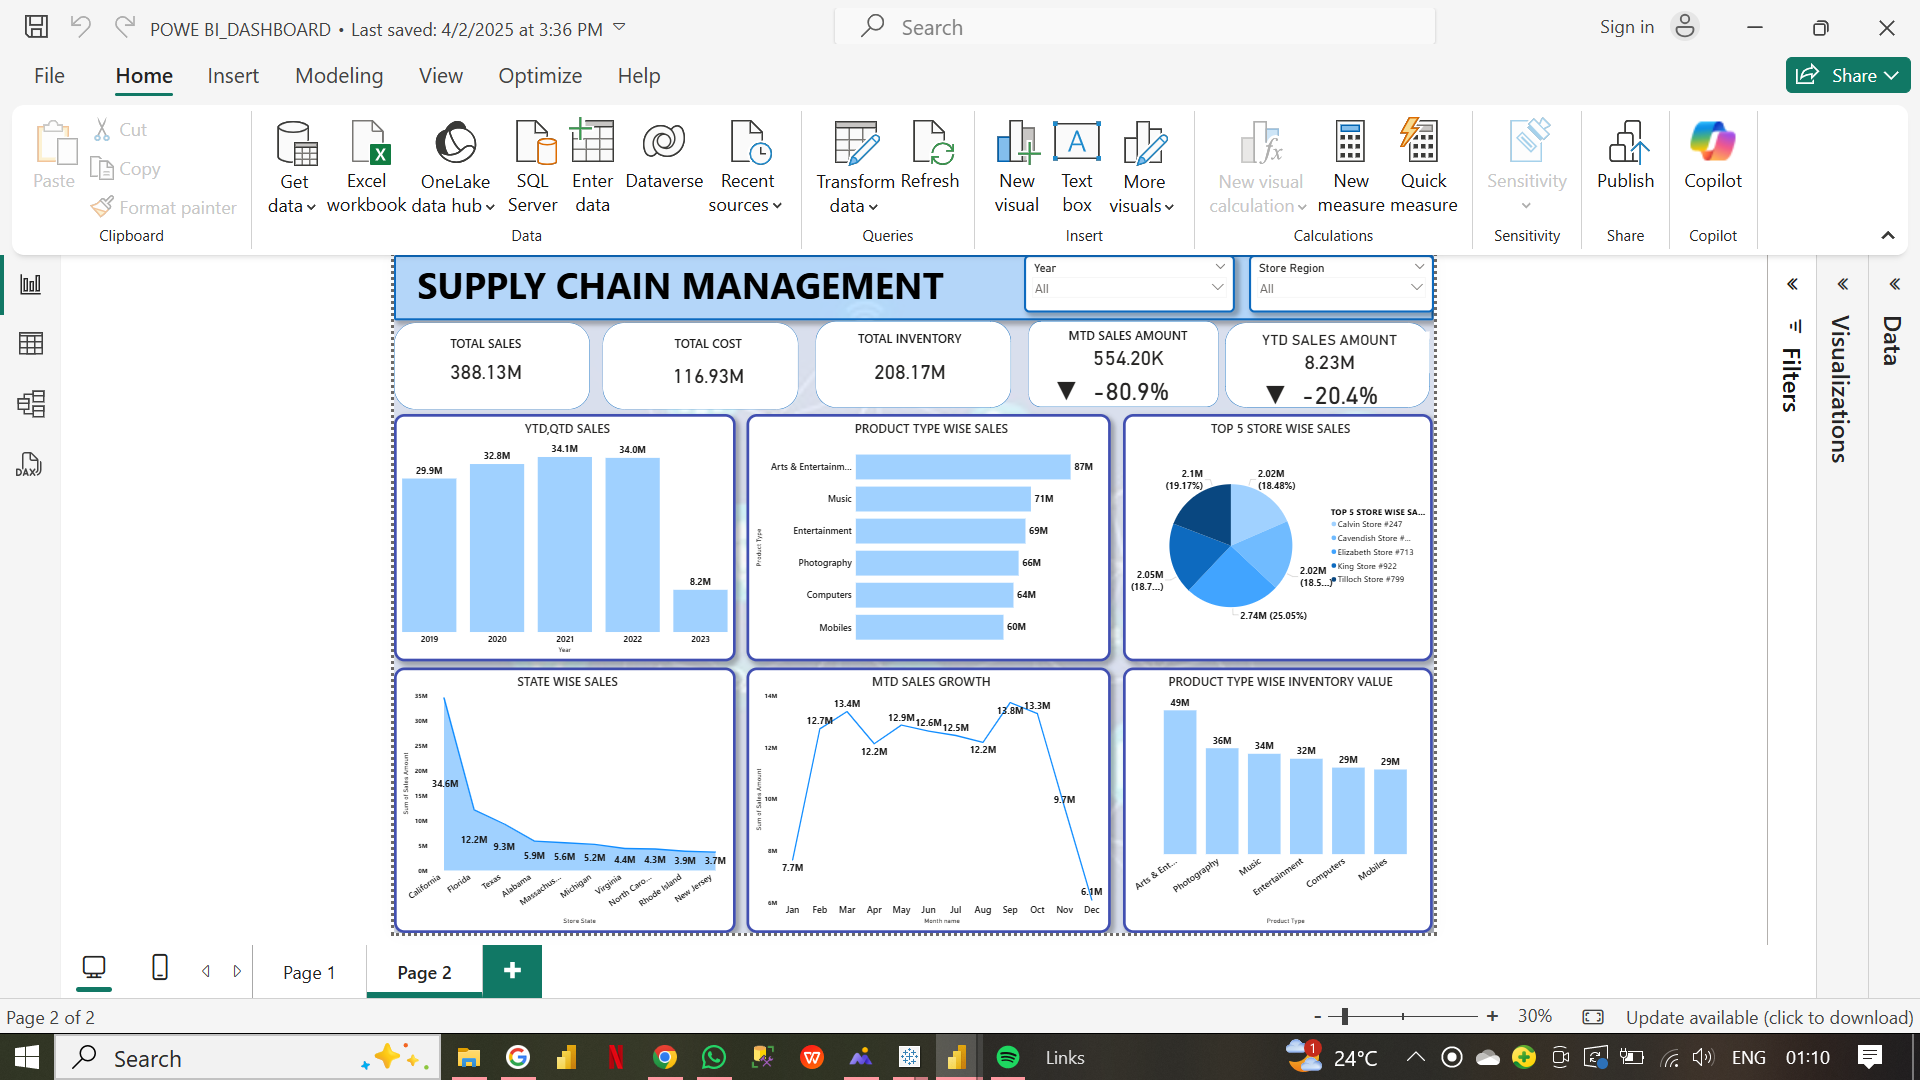 POWE BI_DASHBOARD • Last saved: 4/2/2025 at 3:36 PM
Search
Sign in
File
Home
Insert
Modeling
View
Optimize
Help
Share
Paste
Cut
Copy
Format painter
Clipboard
Get data
Excel workbook
OneLake data hub
SQL Server
Enter data
Dataverse
Recent sources
Data
Transform data
Refresh
Queries
New visual
Text box
More visuals
Insert
New visual calculation
New measure
Quick measure
Calculations
Sensitivity
Sensitivity
Publish
Share
Copilot
Copilot
DAX
SUPPLY CHAIN MANAGEMENT
Year
All
Store Region
All
TOTAL SALES
388.13M
TOTAL COST
116.93M
TOTAL INVENTORY
208.17M
MTD SALES AMOUNT
554.20K
▼ -80.9%
YTD SALES AMOUNT
8.23M
▼ -20.4%
YTD,QTD SALES
29.9M
32.8M
34.1M
34.0M
8.2M
2019
2020
2021
2022
2023
Year
PRODUCT TYPE WISE SALES
Product Type
Arts & Entertainm... 87M
Music 71M
Entertainment 69M
Photography 66M
Computers 64M
Mobiles 60M
TOP 5 STORE WISE SALES
2.1M
(19.17%)
2.02M
(18.48%)
2.05M
(18.7...)
2.02M
(18.5...)
2.74M (25.05%)
TOP 5 STORE WISE SA...
Calvin Store #247
Cavendish Store #...
Elizabeth Store #713
King Store #922
Tilloch Store #799
STATE WISE SALES
Sum of Sales Amount
35M
30M
25M
20M
15M
10M
5M
0M
34.6M
12.2M
9.3M
5.9M
5.6M
5.2M
4.4M
4.3M
3.9M
3.7M
California
Florida
Texas
Alabama
Massachus...
Michigan
Virginia
North Caro...
Rhode Island
New Jersey
Store State
MTD SALES GROWTH
Sum of Sales Amount
14M
12M
10M
8M
6M
7.7M
12.7M
13.4M
12.2M
12.9M
12.6M
12.5M
12.2M
13.8M
13.3M
9.7M
6.1M
Jan
Feb
Mar
Apr
May
Jun
Jul
Aug
Sep
Oct
Nov
Dec
Month name
PRODUCT TYPE WISE INVENTORY VALUE
49M
36M
34M
32M
29M
29M
Arts & Ent...
Photography
Music
Entertainment
Computers
Mobiles
Product Type
Filters
Visualizations
Data
Page 1
Page 2
Page 2 of 2
30%
Update available (click to download)
Search
Links
1
24°C
ENG
01:10